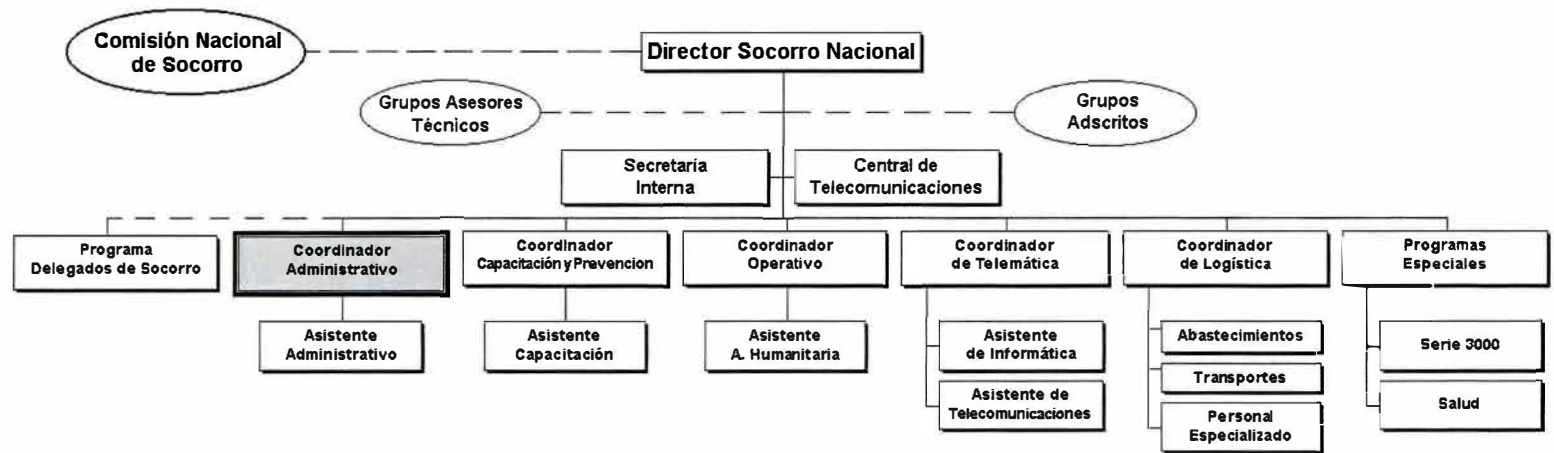 Comisión Nacional
de Socorro
Director Socorro Nacional
Grupos Asesores
Técnicos
Grupos
Adscritos
Secretaría
Interna
Central de
Telecomunicaciones
Programa
Delegados de Socorro
Coordinador
Administrativo
Coordinador
Capacitación y Prevencion
Coordinador
Operativo
Coordinador
de Telemática
Coordinador
de Logística
Programas
Especiales
Asistente
Administrativo
Asistente
Capacitación
Asistente
A. Humanitaria
Asistente
de Informática
Asistente de
Telecomunicaciones
Abastecimientos
Transportes
Personal
Especializado
Serie 3000
Salud